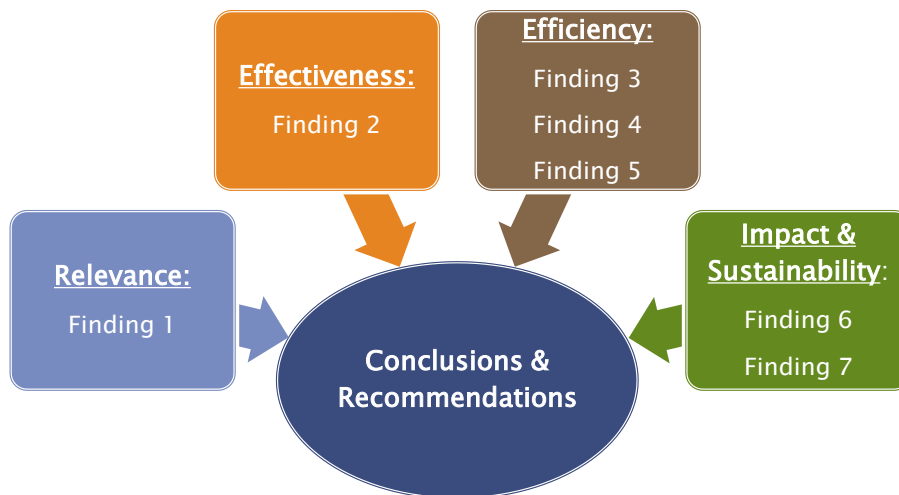 Relevance:
Finding 1
Effectiveness:
Finding 2
Efficiency:
Finding 3
Finding 4
Finding 5
Impact &
Sustainability:
Finding 6
Finding 7
Conclusions &
Recommendations